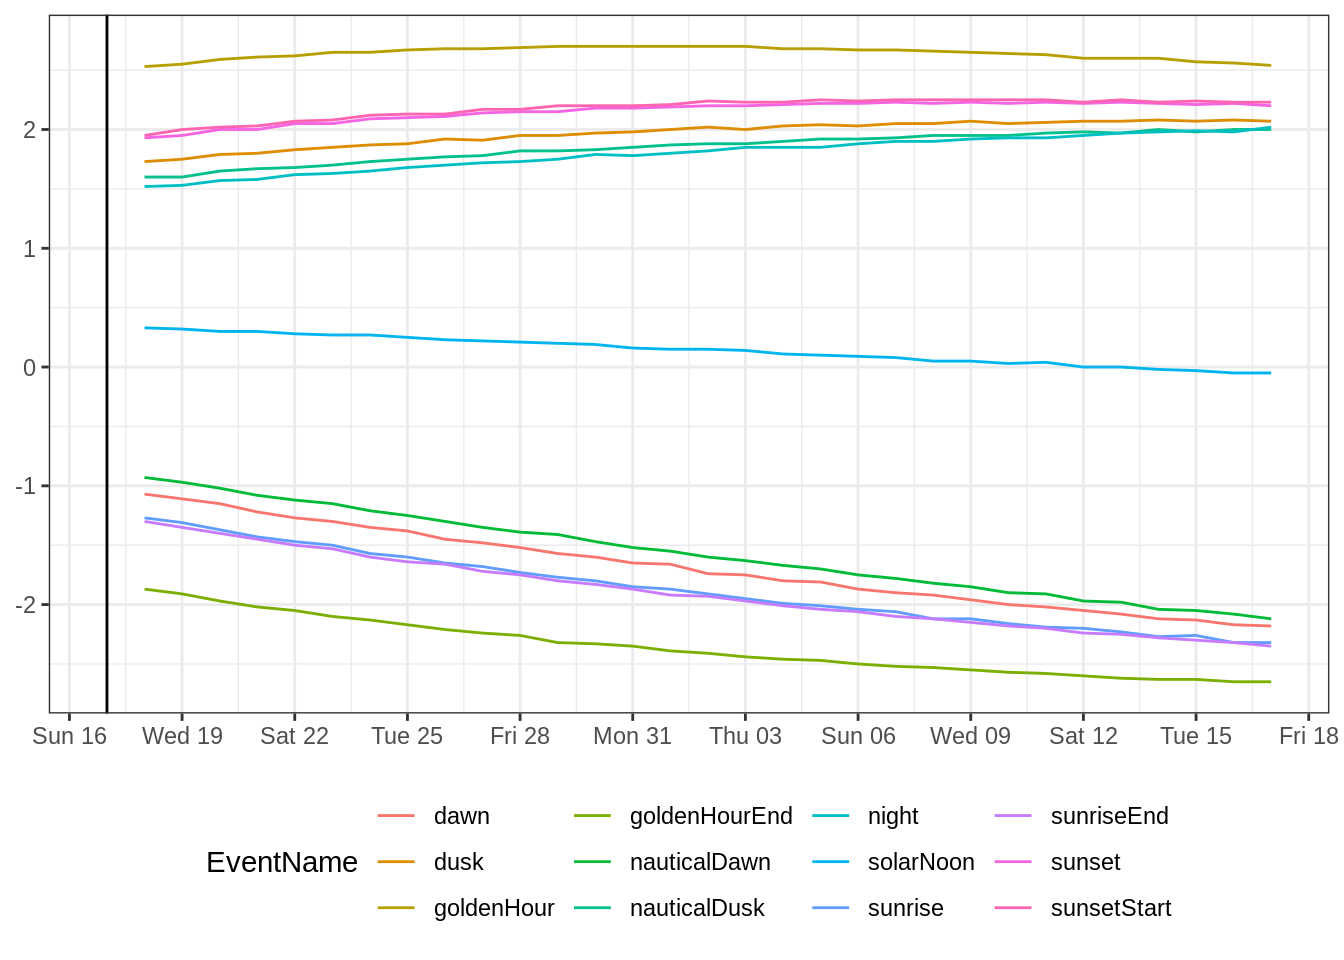 2
1
0
-1
-2
Sun 16 Wed 19 Sat 22 Tue 25 Fri 28 Mon 31 Thu 03 Sun 06 Wed 09 Sat 12 Tue 15 Fri 18
EventName
dawn goldenHourEnd night sunriseEnd
dusk nauticalDawn solarNoon sunset
goldenHour nauticalDusk sunrise sunsetStart